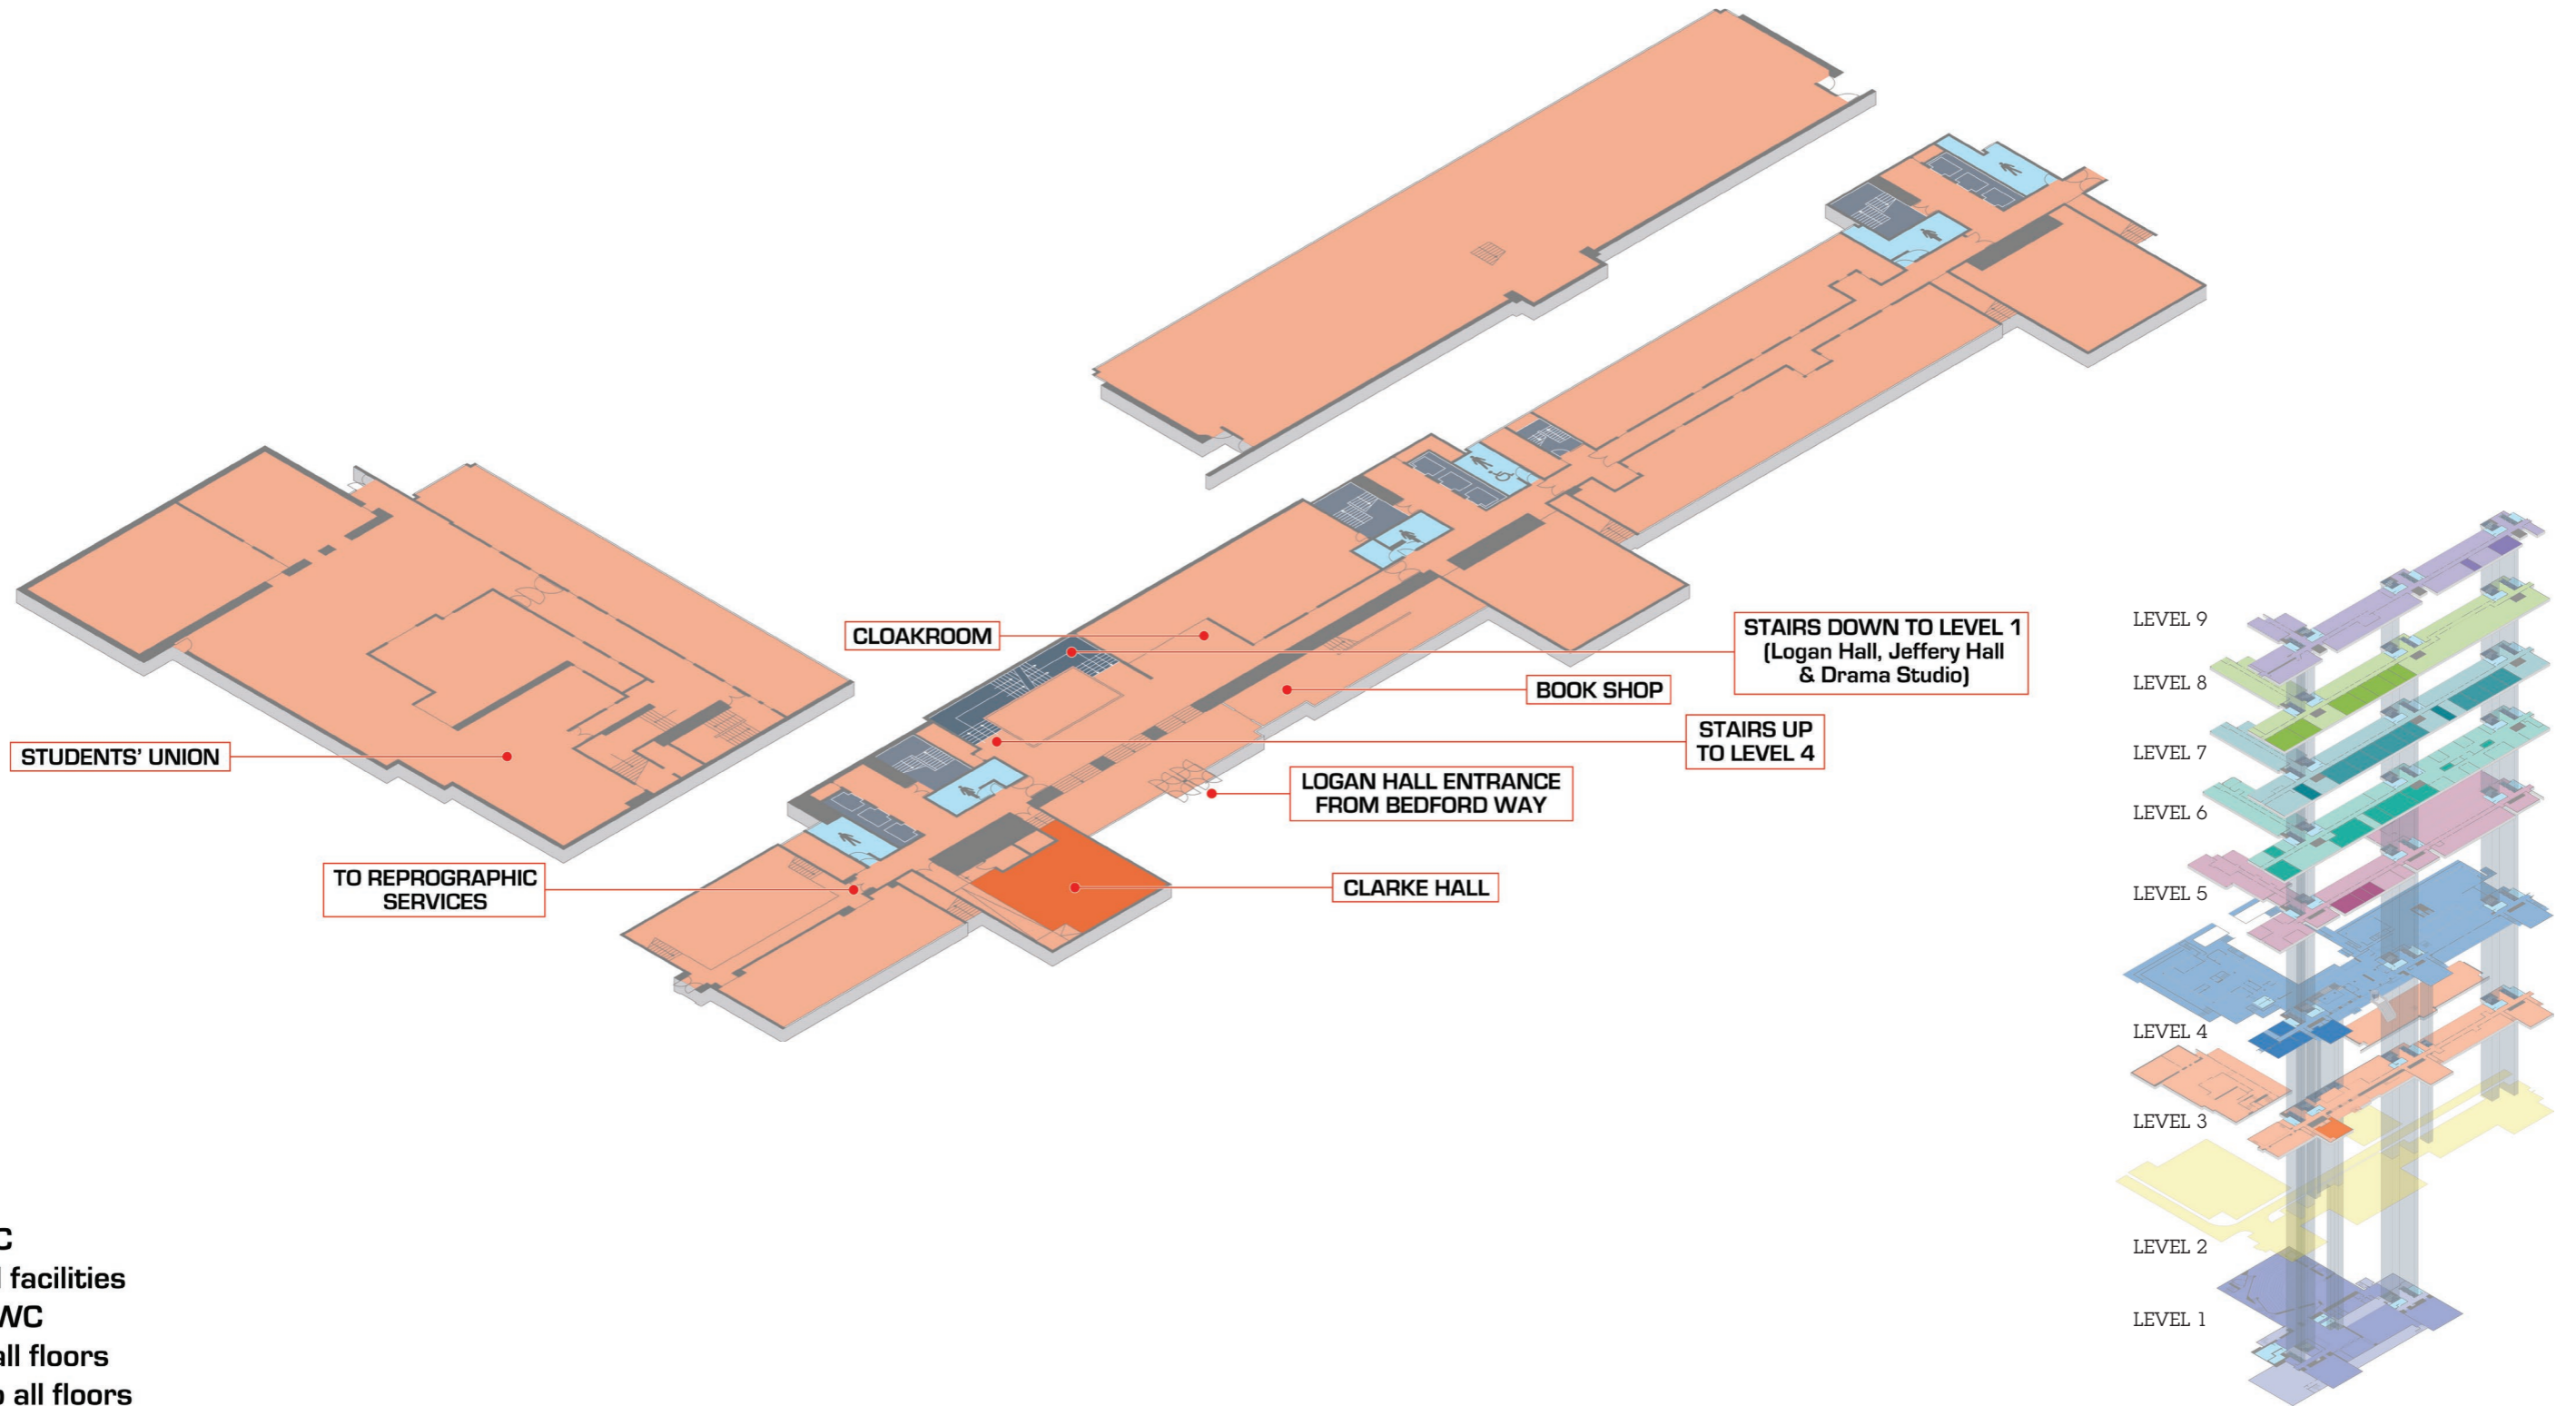 CLOAKROOM
STAIRS DOWN TO LEVEL 1
(Logan Hall, Jeffery Hall
& Drama Studio)
BOOK SHOP
STAIRS UP
TO LEVEL 4
STUDENTS' UNION
LOGAN HALL ENTRANCE
FROM BEDFORD WAY
TO REPROGRAPHIC
SERVICES
CLARKE HALL
LEVEL 9
LEVEL 8
LEVEL 7
LEVEL 6
LEVEL 5
LEVEL 4
LEVEL 3
LEVEL 2
LEVEL 1
C
facilities
WC
all floors
all floors